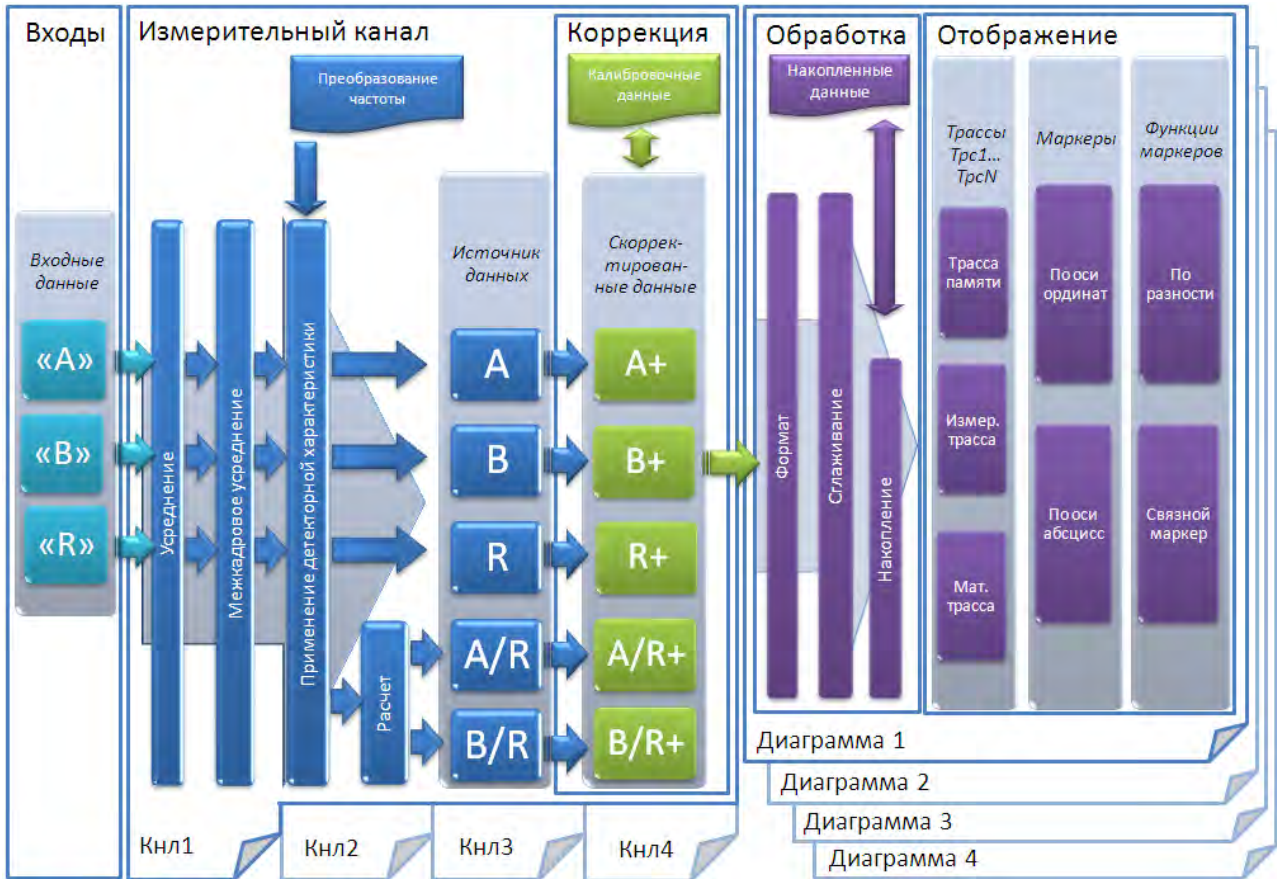 Входы
Входные
данные
«A»
«B»
«R»
Измерительный канал
Преобразование
частоты
Усреднение
Межкадровое усреднение
Применение детекторной характеристики
Расчет
Источник
данных
A
B
R
A/R
B/R
Коррекция
Калибровочные
данные
Скоррек-
тирован-
ные данные
A+
B+
R+
A/R+
B/R+
Кнл1
Кнл2
Кнл3
Кнл4
Обработка
Накопленные
данные
Формат
Сглаживание
Накопление
Отображение
Трассы
Трс1...
ТрсN
Трасса
памяти
Измер.
трасса
Мат.
трасса
Маркеры
По оси
ординат
По оси
абсцисс
Функции
маркеров
По
разности
Связной
маркер
Диаграмма 1
Диаграмма 2
Диаграмма 3
Диаграмма 4